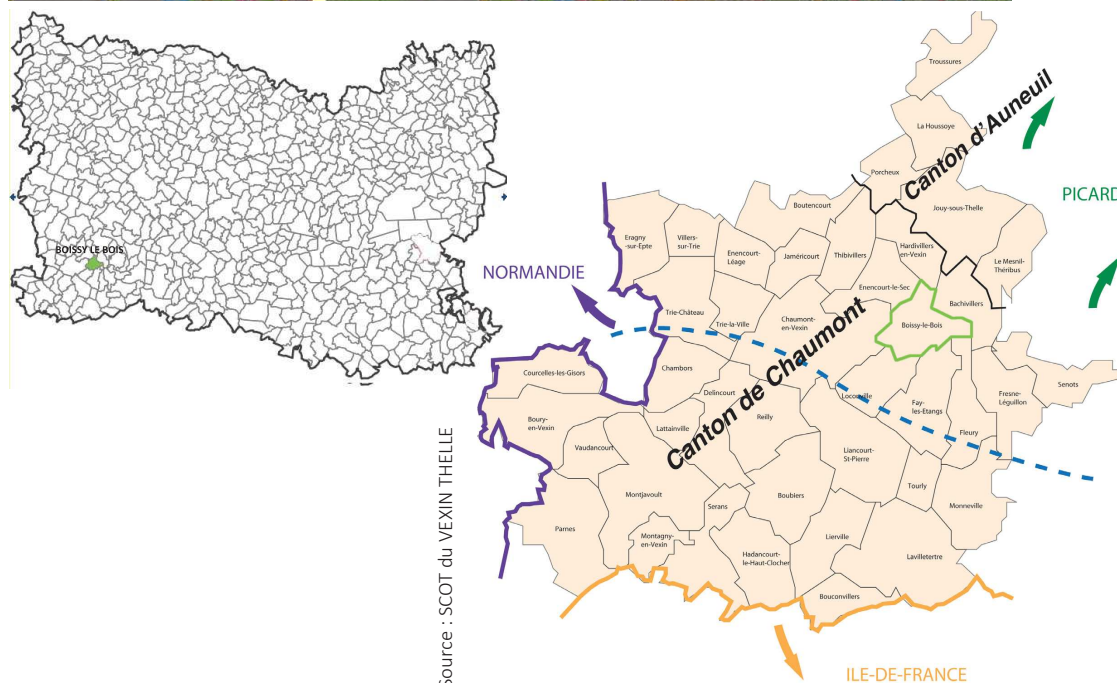 BOISSY LE BOIS
Source : SCOT du VEXIN THELLE
Troussures
La Houssoye
Canton d'Auneuil
Porcheux
PICARD
Boutencourt
Jouy-sous-Thelle
Eragny
-sur-Epte
Villers-
sur-Trie
Enencourt-
Léage
Jaméricourt
Thibivillers
Hardivillers
en-Vexin
Le Mesnil-
Théribus
NORMANDIE
Enencourt-le-Sec
Bachivillers
Trie-Château
Trie-la-Ville
Chaumont-
en-Vexin
Boissy-le-Bois
Canton de Chaumont
Courcelles-les-Gisors
Chambors
Delincourt
Loconville
Fay-
les-Etangs
Fresne-
Léguillon
Senots
Boury-
en-Vexin
Lattainville
Reilly
Fleury
Vaudancourt
Liancourt-
St-Pierre
Montjavoult
Boubiers
Tourly
Serans
Monneville
Parnes
Montagny-
en-Vexin
Hadancourt-
le-Haut-Clocher
Lierville
Lavilletertre
Bouconvillers
ILE-DE-FRANCE